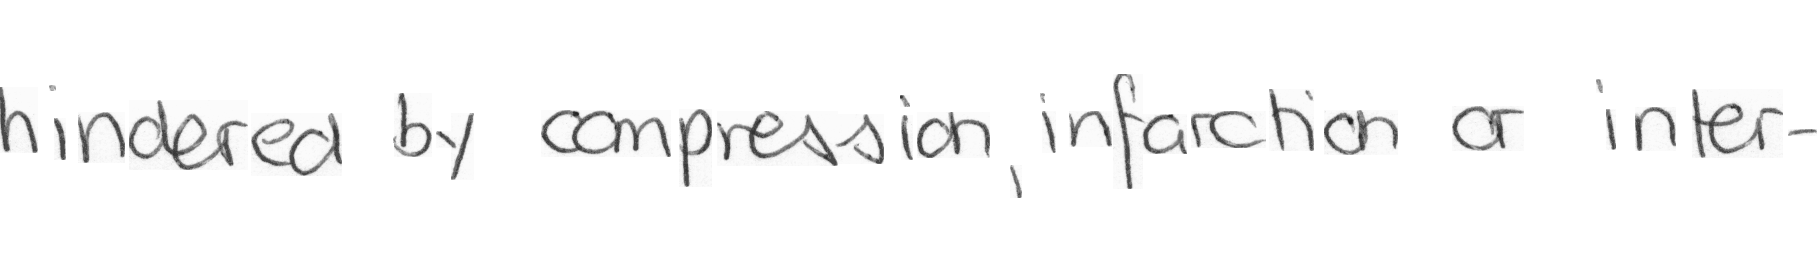 hindered by compression, infarction or inter-